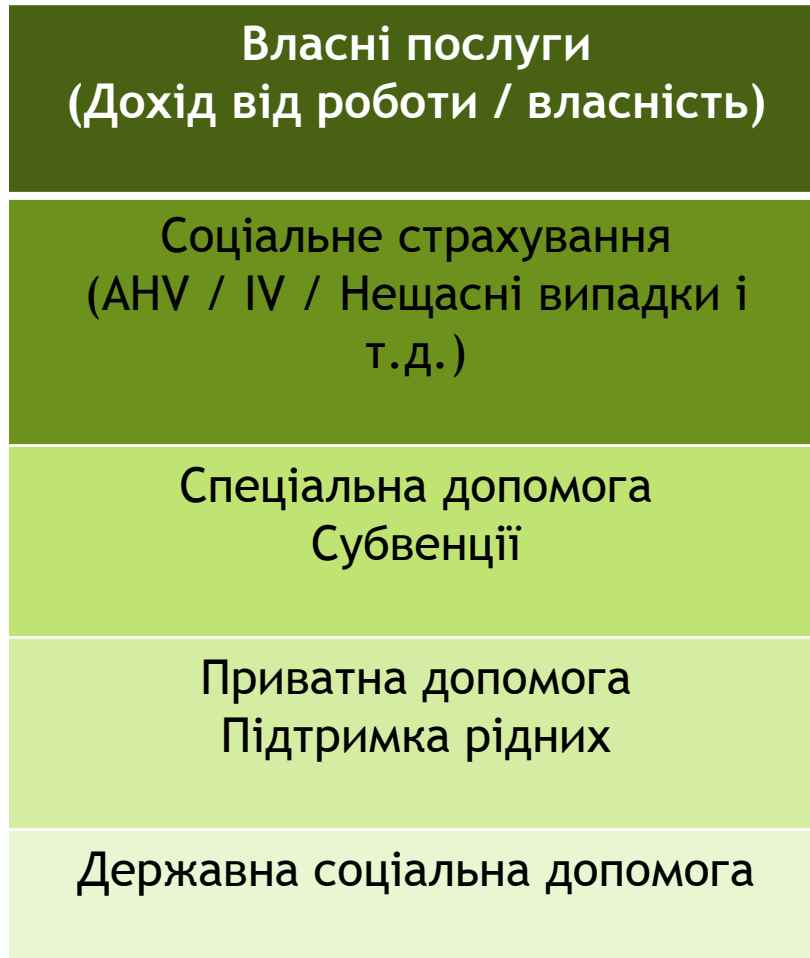 Власні послуги
(Дохід від роботи / власність)
Соціальне страхування
(AHV / IV / Нещасні випадки і
т.д.)
Спеціальна допомога
Субвенції
Приватна допомога
Підтримка рідних
Державна соціальна допомога